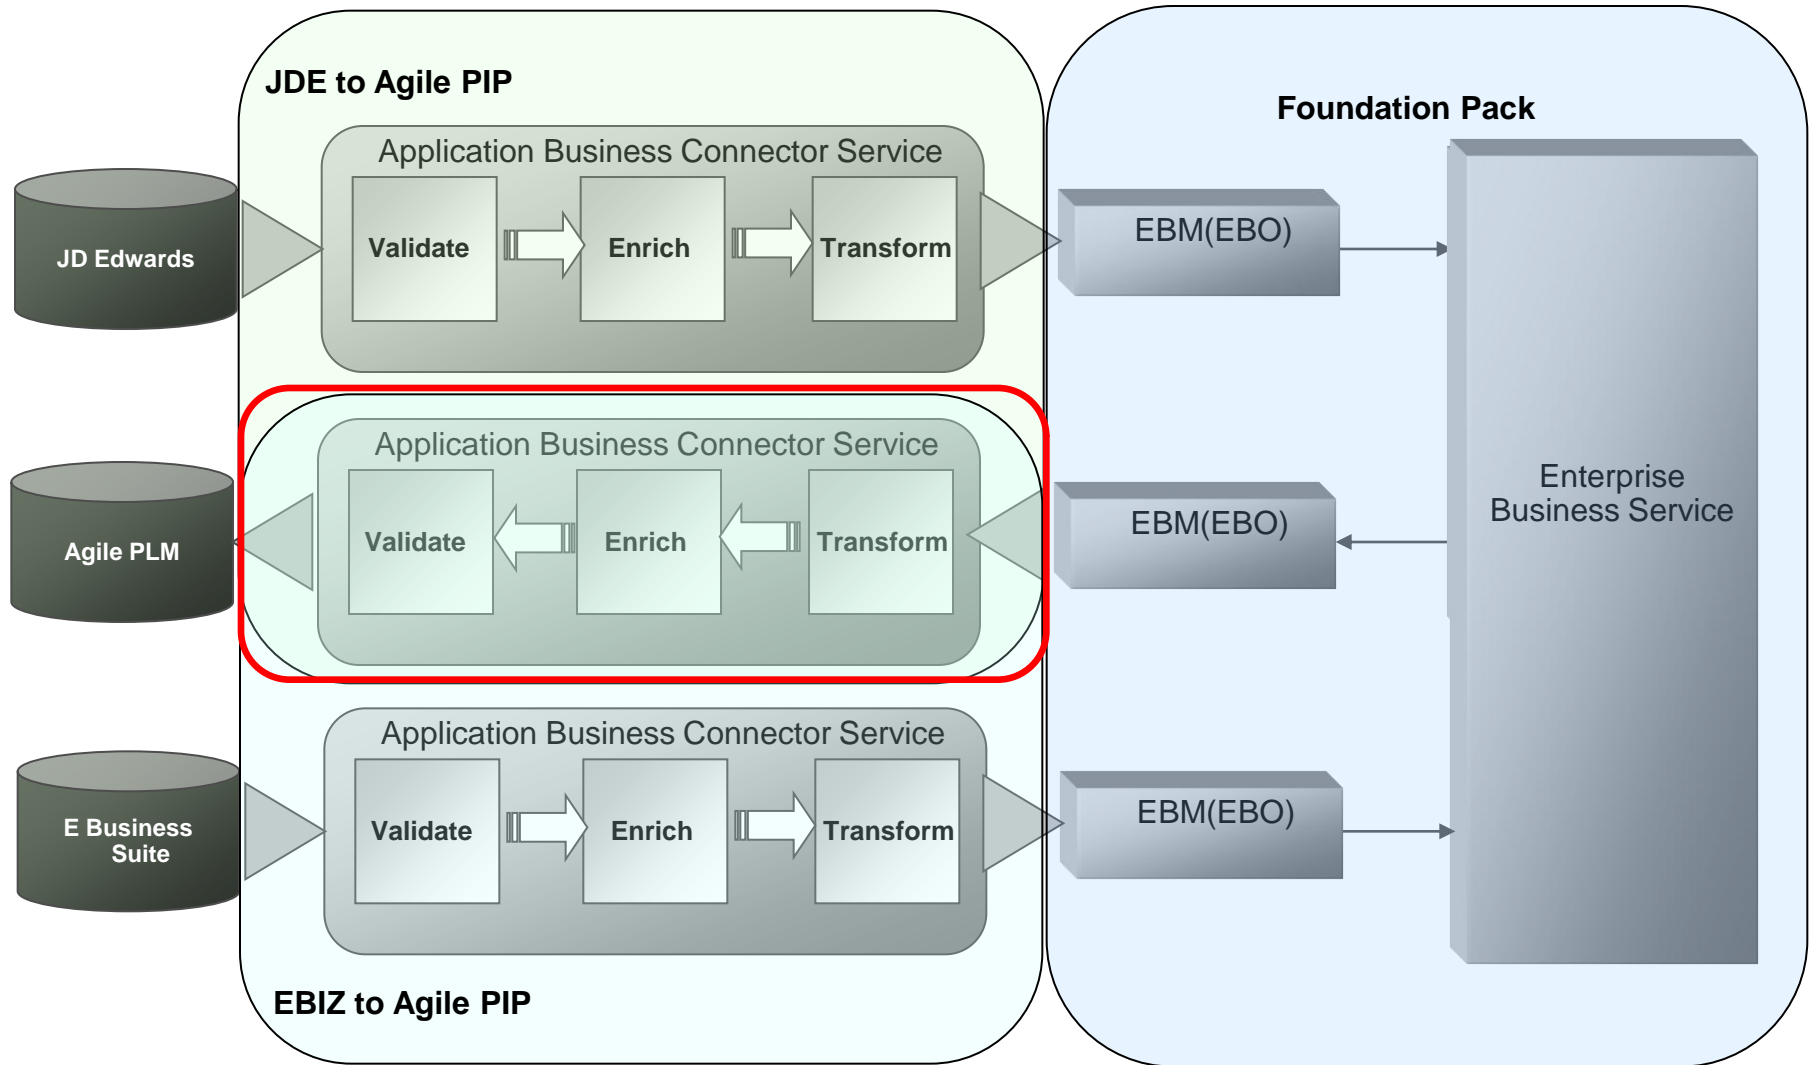 JDE to Agile PIP
Foundation Pack
Application Business Connector Service
JD Edwards
Validate
Enrich
Transform
EBM(EBO)
Application Business Connector Service
Agile PLM
Validate
Enrich
Transform
EBM(EBO)
Enterprise
Business Service
Application Business Connector Service
E Business
Suite
Validate
Enrich
Transform
EBM(EBO)
EBIZ to Agile PIP